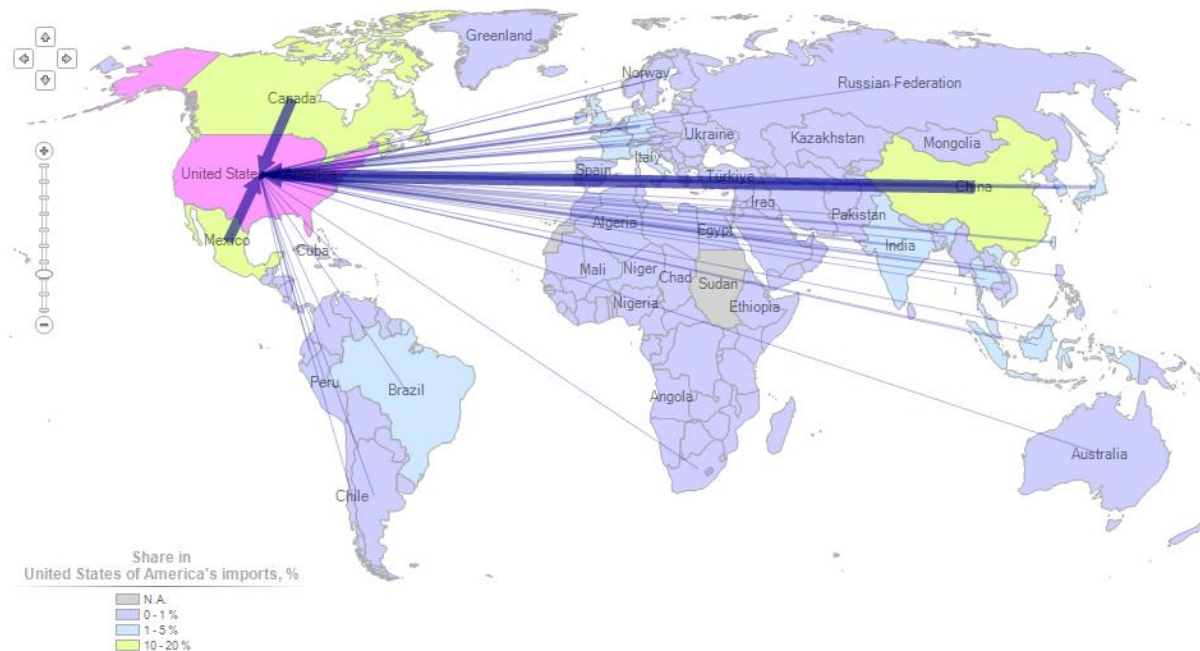 Greenland
Norway
Russian Federation
Canada
Ukraine
Kazakhstan
Mongolia
Italy
United States of America
Spain
Türkiye
China
Iraq
Pakistan
Mexico
Cuba
Algeria
Egypt
India
Mali
Niger
Chad
Sudan
Nigeria
Ethiopia
Peru
Brazil
Angola
Australia
Chile
Share in
United States of America's imports, %
N.A.
0 - 1 %
1 - 5 %
10 - 20 %